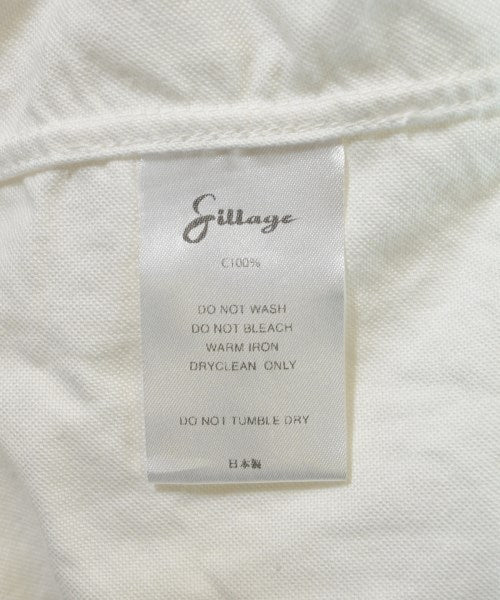 Sillage
C100%
DO NOT WASH
DO NOT BLEACH
WARM IRON
DRYCLEAN ONLY
DO NOT TUMBLE DRY
日本製